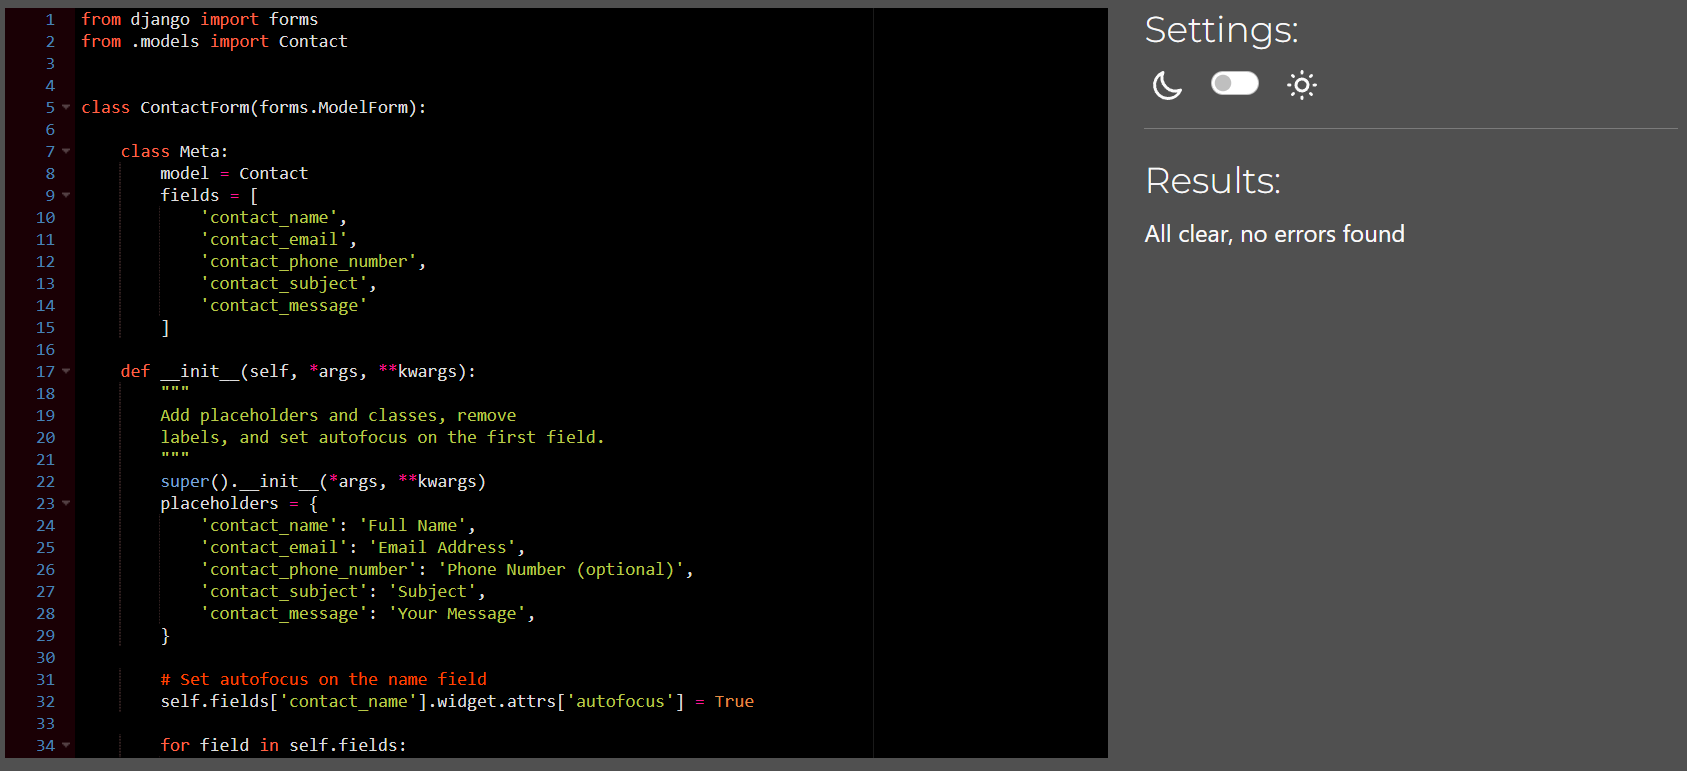 1 from django import forms
2 from .models import Contact
3
4
5 class ContactForm(forms.ModelForm):
6
7     class Meta:
8         model = Contact
9         fields = [
10             'contact_name',
11             'contact_email',
12             'contact_phone_number',
13             'contact_subject',
14             'contact_message'
15         ]
16
17     def __init__(self, *args, **kwargs):
18         """
19         Add placeholders and classes, remove
20         labels, and set autofocus on the first field.
21         """
22         super().__init__(*args, **kwargs)
23         placeholders = {
24             'contact_name': 'Full Name',
25             'contact_email': 'Email Address',
26             'contact_phone_number': 'Phone Number (optional)',
27             'contact_subject': 'Subject',
28             'contact_message': 'Your Message',
29         }
30
31         # Set autofocus on the name field
32         self.fields['contact_name'].widget.attrs['autofocus'] = True
33
34         for field in self.fields:
Settings:
Results:
All clear, no errors found